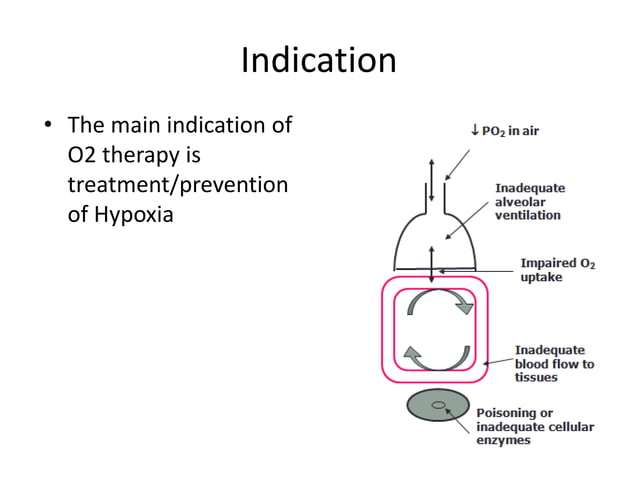 Indication
• The main indication of
O2 therapy is
treatment/prevention
of Hypoxia
↓ PO₂ in air
Inadequate
alveolar
ventilation
Impaired O₂
uptake
Inadequate
blood flow to
tissues
Poisoning or
inadequate cellular
enzymes